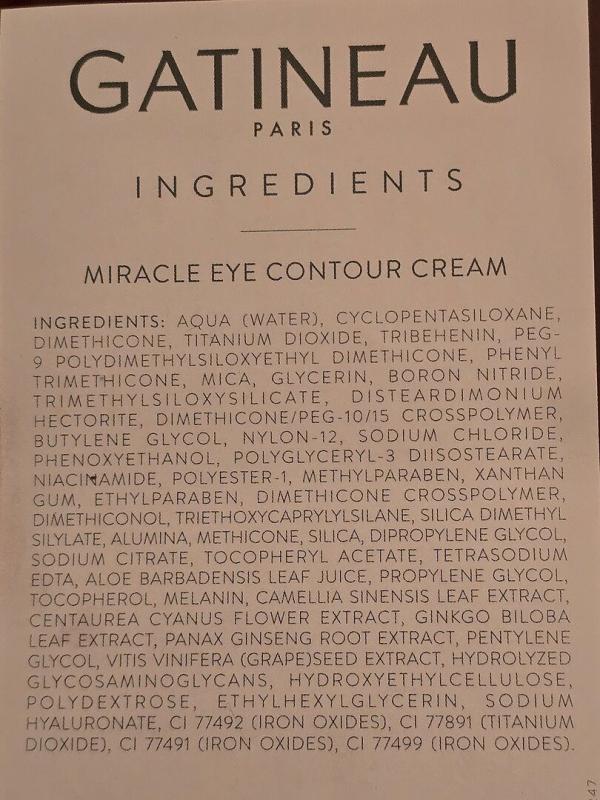 GATINEAU
PARIS
INGREDIENTS
MIRACLE EYE CONTOUR CREAM
INGREDIENTS: AQUA (WATER), CYCLOPENTASILOXANE,
DIMETHICONE, TITANIUM DIOXIDE, TRIBEHENIN, PEG-
9 POLYDIMETHYLSILOXYETHYL DIMETHICONE, PHENYL
TRIMETHICONE, MICA, GLYCERIN, BORON NITRIDE,
TRIMETHYLSILOXYSILICATE, DISTEARDIMONIUM
HECTORITE, DIMETHICONE/PEG-10/15 CROSSPOLYMER,
BUTYLENE GLYCOL, NYLON-12, SODIUM CHLORIDE,
PHENOXYETHANOL, POLYGLYCERYL-3 DIISOSTEARATE,
NIACINAMIDE, POLYESTER-1, METHYLPARABEN, XANTHAN
GUM, ETHYLPARABEN, DIMETHICONE CROSSPOLYMER,
DIMETHICONOL, TRIETHOXYCAPRYLYLSILANE, SILICA DIMETHYL
SILYLATE, ALUMINA, METHICONE, SILICA, DIPROPYLENE GLYCOL,
SODIUM CITRATE, TOCOPHERYL ACETATE, TETRASODIUM
EDTA, ALOE BARBADENSIS LEAF JUICE, PROPYLENE GLYCOL,
TOCOPHEROL, MELANIN, CAMELLIA SINENSIS LEAF EXTRACT,
CENTAUREA CYANUS FLOWER EXTRACT, GINKGO BILOBA
LEAF EXTRACT, PANAX GINSENG ROOT EXTRACT, PENTYLENE
GLYCOL, VITIS VINIFERA (GRAPE)SEED EXTRACT, HYDROLYZED
GLYCOSAMINOGLYCANS, HYDROXYETHYLCELLULOSE,
POLYDEXTROSE, ETHYLHEXYLGLYCERIN, SODIUM
HYALURONATE, CI 77492 (IRON OXIDES), CI 77891 (TITANIUM
DIOXIDE), CI 77491 (IRON OXIDES), CI 77499 (IRON OXIDES).